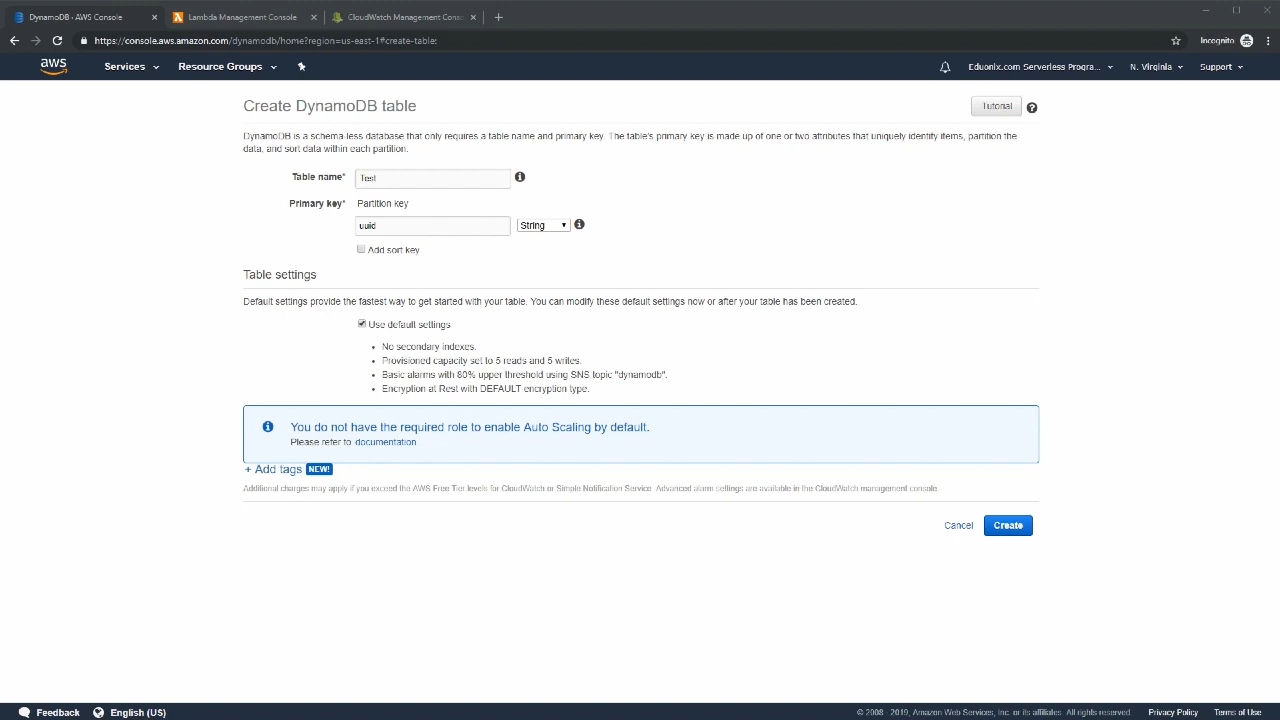 DynamoDB · AWS Console
Lambda Management Console
CloudWatch Management Cons
https://console.aws.amazon.com/dynamodb/home?region=us-east-1#create-table:
Incognito
aws
Services
Resource Groups
Eduonix.com Serverless Progra...
N. Virginia
Support
Create DynamoDB table
Tutorial
DynamoDB is a schema-less database that only requires a table name and primary key. The table's primary key is made up of one or two attributes that uniquely identify items, partition the
data, and sort data within each partition.
Table name*
Test
Primary key*
Partition key
uuid
String
Add sort key
Table settings
Default settings provide the fastest way to get started with your table. You can modify these default settings now or after your table has been created.
Use default settings
• No secondary indexes.
• Provisioned capacity set to 5 reads and 5 writes.
• Basic alarms with 80% upper threshold using SNS topic "dynamodb".
• Encryption at Rest with DEFAULT encryption type.
You do not have the required role to enable Auto Scaling by default.
Please refer to documentation
+ Add tags NEW!
Additional charges may apply if you exceed the AWS Free Tier levels for CloudWatch or Simple Notification Service. Advanced alarm settings are available in the CloudWatch management console.
Cancel
Create
Feedback
English (US)
© 2008 - 2019, Amazon Web Services, Inc. or its affiliates. All rights reserved.
Privacy Policy
Terms of Use